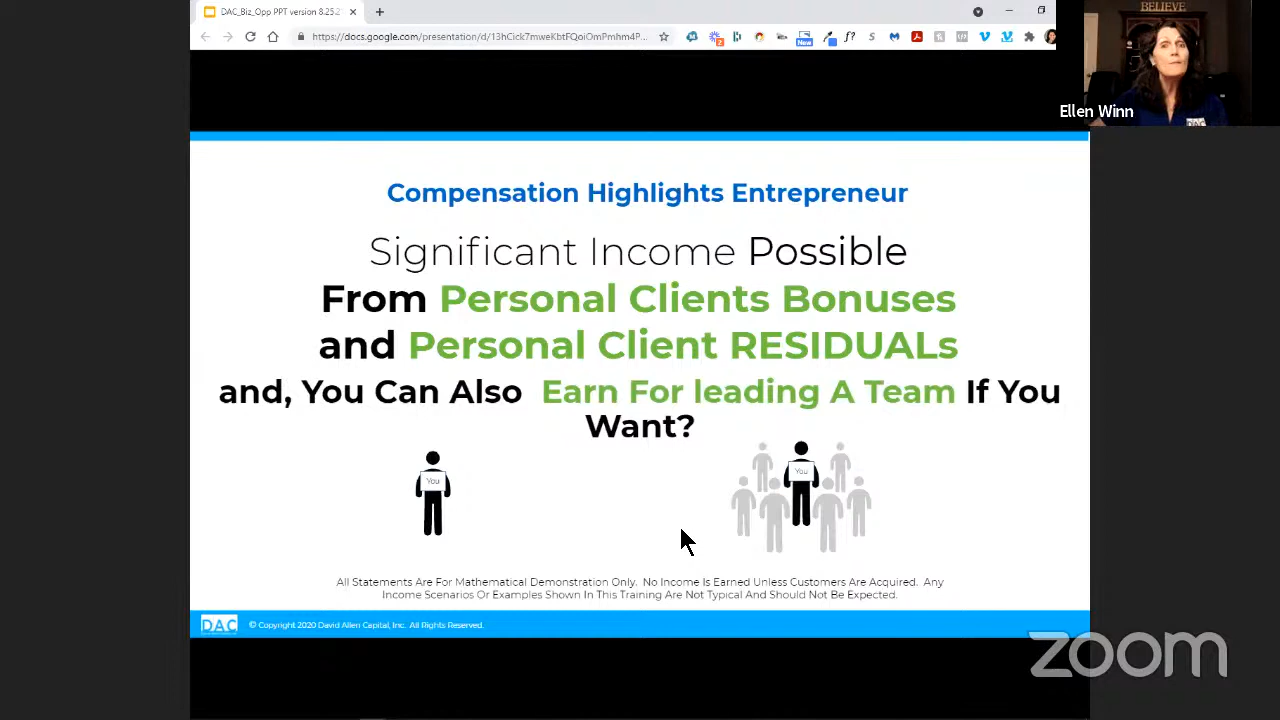 DAC_Biz_Opp PPT version 8.25.2
https://docs.google.com/presentation/d/13hCick7mweKbtFQoiOmPmhm4P...
New
BELIEVE
Ellen Winn
DAC
Compensation Highlights Entrepreneur
Significant Income Possible
From Personal Clients Bonuses
and Personal Client RESIDUALs
and, You Can Also Earn For leading A Team If You
Want?
You
You
All Statements Are For Mathematical Demonstration Only. No Income Is Earned Unless Customers Are Acquired. Any
Income Scenarios Or Examples Shown In This Training Are Not Typical And Should Not Be Expected.
DAC © Copyright 2020 David Allen Capital, Inc. All Rights Reserved.
zoom